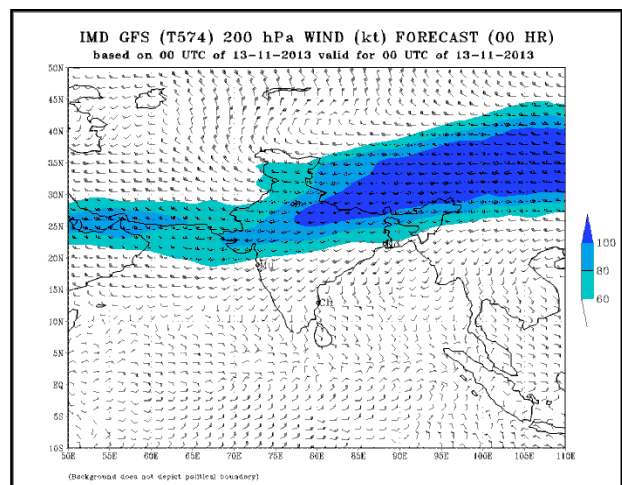 IMD GFS (T574) 200 hPa WIND (kt) FORECAST (00 HR)
based on 00 UTC of 13-11-2013 valid for 00 UTC of 13-11-2013
50N
45N
40N
35N
30N
25N
20N
15N
10N
5N
EQ
5S
10S
50E 55E 60E 65E 70E 75E 80E 85E 90E 95E 100E 105E 110E
MU
CH
100
80
60
(Background does not depict political boundary)